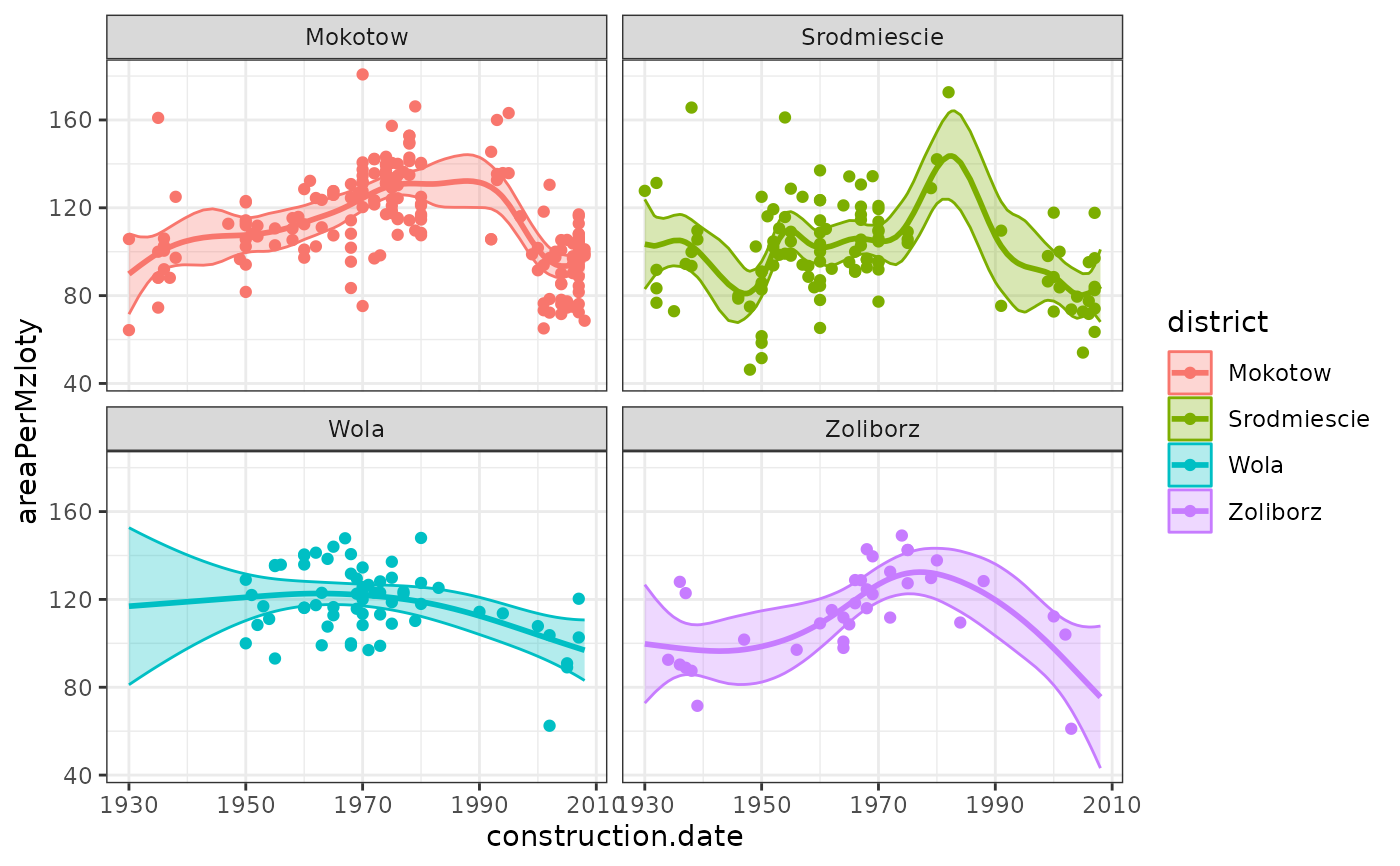 Mokotow Srodmiescie
160
120
80
40
areaPerMzloty
Wola Zoliborz
160
120
80
40
1930 1950 1970 1990 2010 1930 1950 1970 1990 2010
construction.date
district
Mokotow
Srodmiescie
Wola
Zoliborz